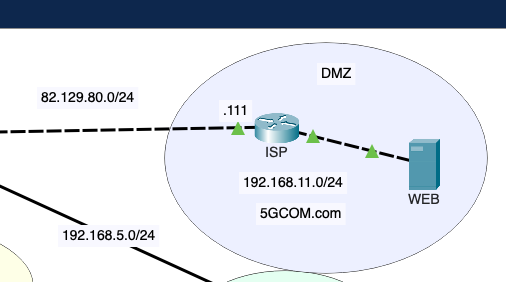 DMZ
82.129.80.0/24
.111
ISP
192.168.11.0/24
WEB
5GCOM.com
192.168.5.0/24